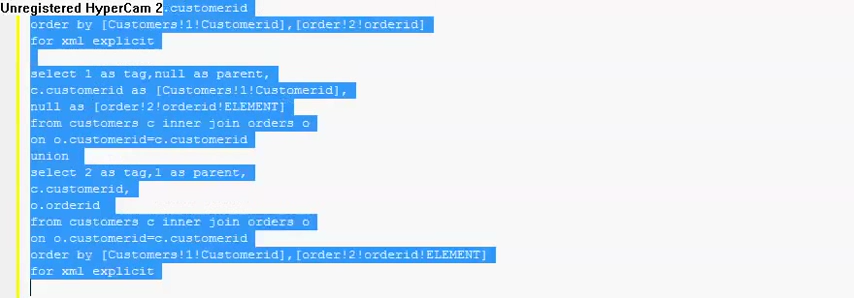 Unregistered HyperCam 2.customerid
order by [Customers!1!Customerid],[order!2!orderid]
for xml explicit
select 1 as tag,null as parent,
c.customerid as [Customers!1!Customerid],
null as [order!2!orderid!ELEMENT]
from customers c inner join orders o
on o.customerid=c.customerid
union
select 2 as tag,1 as parent,
c.customerid,
o.orderid
from customers c inner join orders o
on o.customerid=c.customerid
order by [Customers!1!Customerid],[order!2!orderid!ELEMENT]
for xml explicit